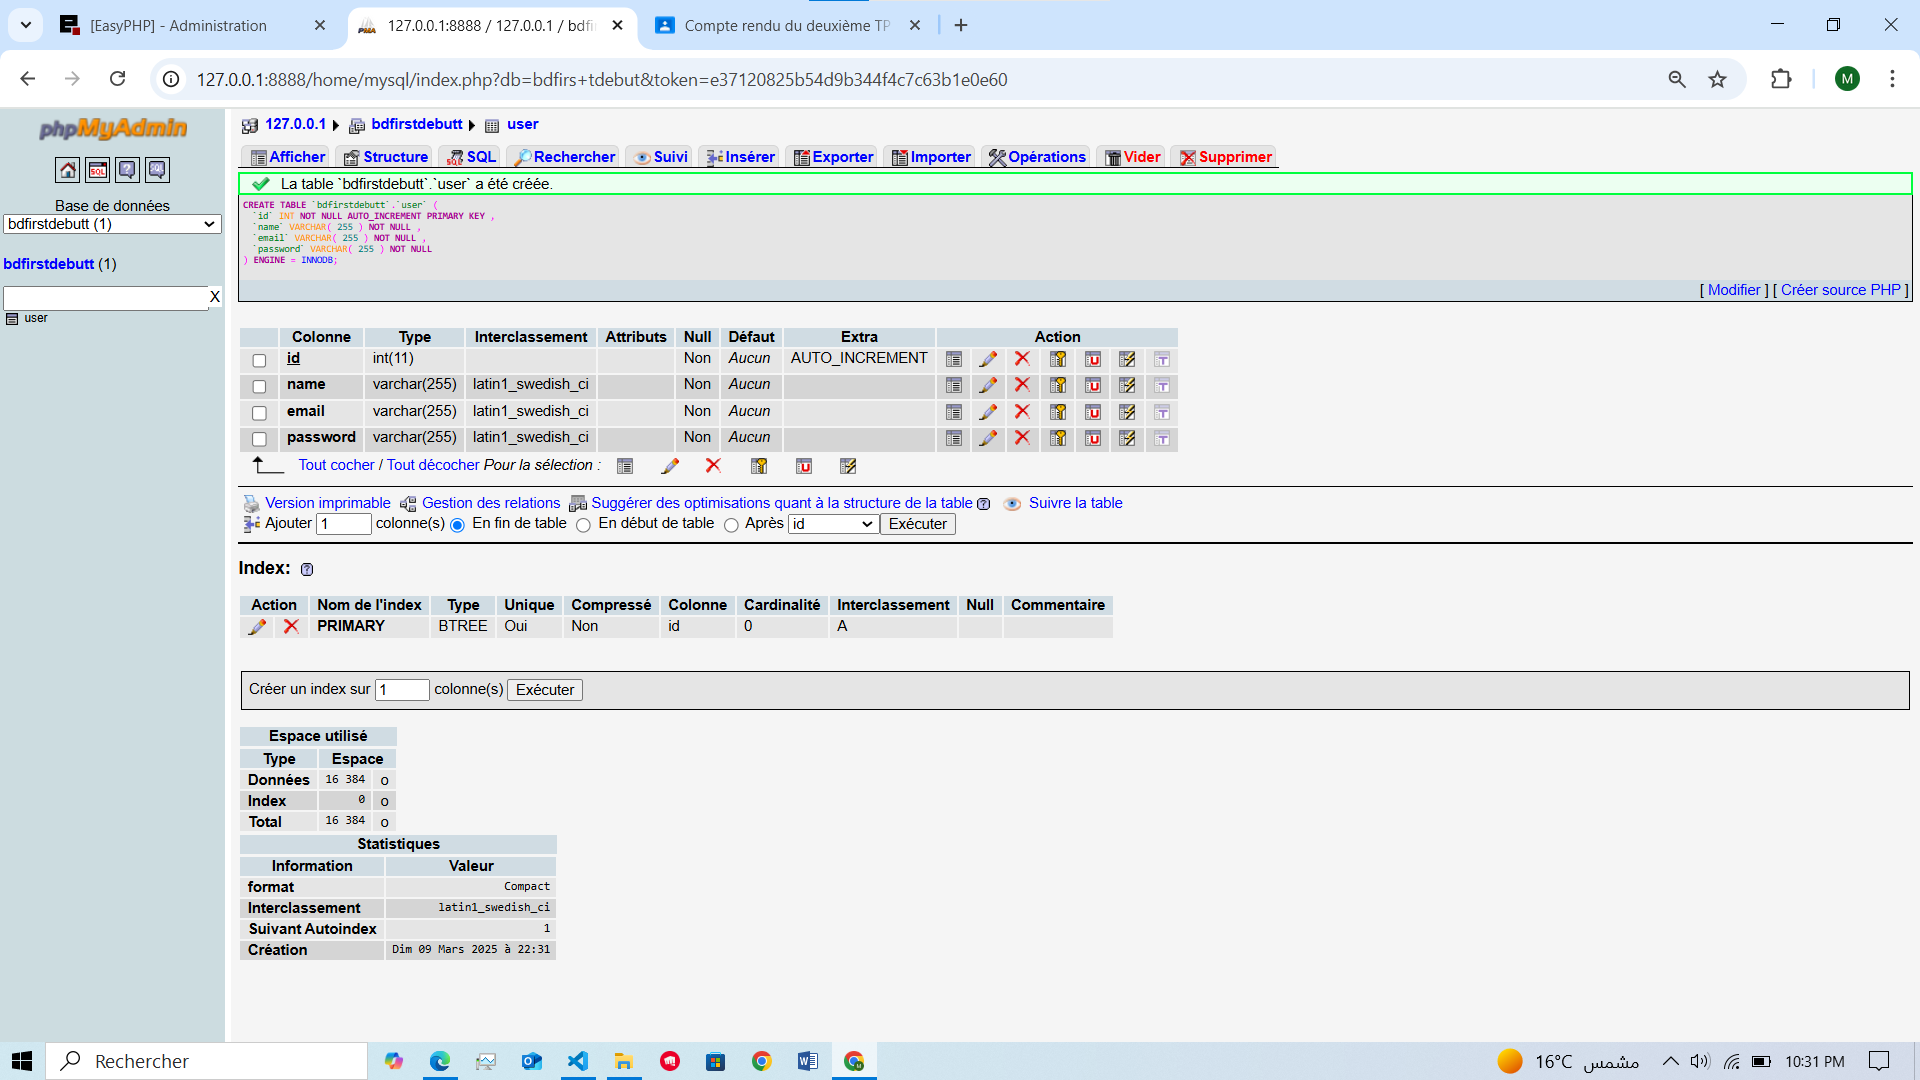 [EasyPHP] - Administration
127.0.0.1:8888 / 127.0.0.1 / bdfi
Compte rendu du deuxième TP
127.0.0.1:8888/home/mysql/index.php?db=bdfirs+tdebut&token=e37120825b54d9b344f4c7c63b1e0e60
M
phpMyAdmin
SQL
Base de données
bdfirstdebutt (1)
bdfirstdebutt (1)
X
user
127.0.0.1 bdfirstdebutt user
Afficher Structure SQL Rechercher Suivi Insérer Exporter Importer Opérations Vider Supprimer
La table `bdfirstdebutt`.`user` a été créée.
CREATE TABLE `bdfirstdebutt`.`user` (
`id` INT NOT NULL AUTO_INCREMENT PRIMARY KEY ,
`name` VARCHAR( 255 ) NOT NULL ,
`email` VARCHAR( 255 ) NOT NULL ,
`password` VARCHAR( 255 ) NOT NULL
) ENGINE = INNODB;
[ Modifier ] [ Créer source PHP ]
Colonne Type Interclassement Attributs Null Défaut Extra Action
id int(11) Non Aucun AUTO_INCREMENT
name varchar(255) latin1_swedish_ci Non Aucun
email varchar(255) latin1_swedish_ci Non Aucun
password varchar(255) latin1_swedish_ci Non Aucun
Tout cocher / Tout décocher Pour la sélection :
Version imprimable Gestion des relations Suggérer des optimisations quant à la structure de la table Suivre la table
Ajouter 1 colonne(s) En fin de table En début de table Après id Exécuter
Index:
Action Nom de l'index Type Unique Compressé Colonne Cardinalité Interclassement Null Commentaire
PRIMARY BTREE Oui Non id 0 A
Créer un index sur 1 colonne(s) Exécuter
Espace utilisé
Type Espace
Données 16 384 o
Index 0 o
Total 16 384 o
Statistiques
Information Valeur
format Compact
Interclassement latin1_swedish_ci
Suivant Autoindex 1
Création Dim 09 Mars 2025 à 22:31
Rechercher
16°C مشمس
10:31 PM